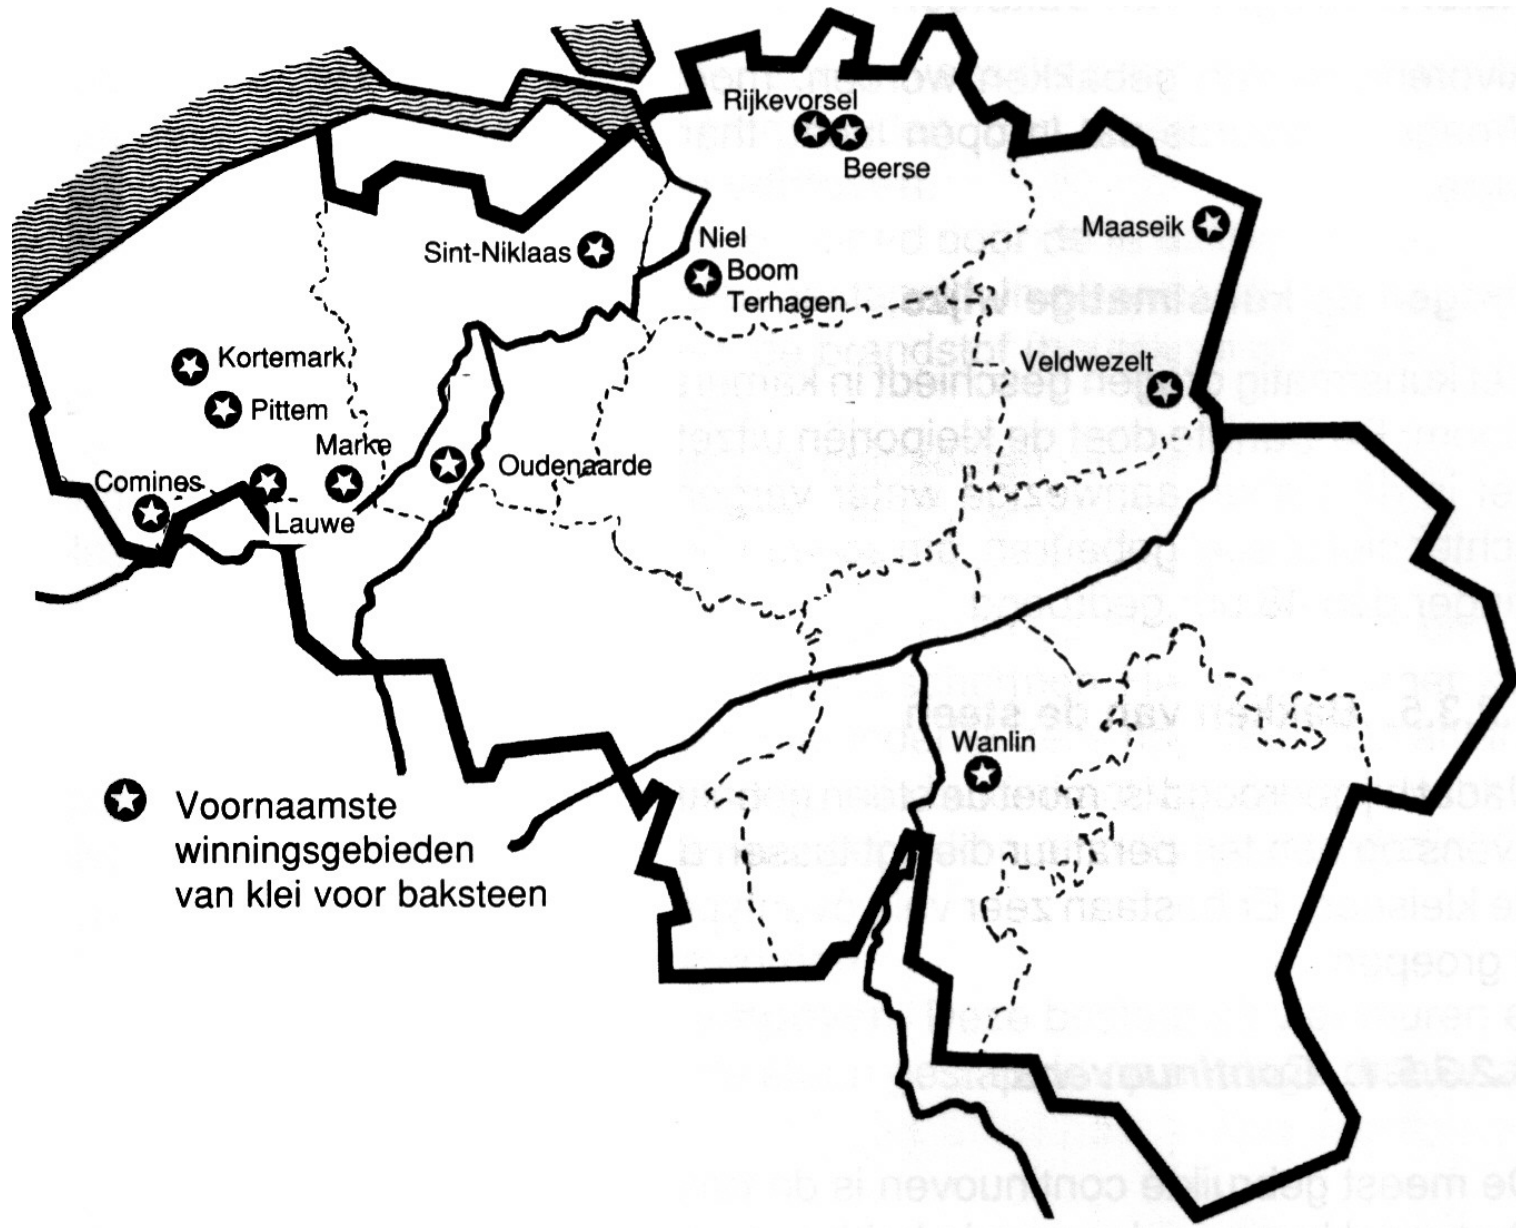 Rijkevorsel
Beerse
Maaseik
Sint-Niklaas
Niel
Boom
Terhagen
Kortemark
Veldwezelt
Pittem
Marke
Oudenaarde
Comines
Lauwe
Wanlin
Voornaamste
winningsgebieden
van klei voor baksteen